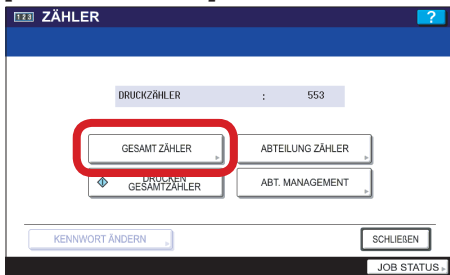 123 ZÄHLER ?
DRUCKZÄHLER : 553
GESAMT ZÄHLER
ABTEILUNG ZÄHLER
DRUCKEN
GESAMTZÄHLER
ABT. MANAGEMENT
KENNWORT ÄNDERN
SCHLIEßEN
JOB STATUS